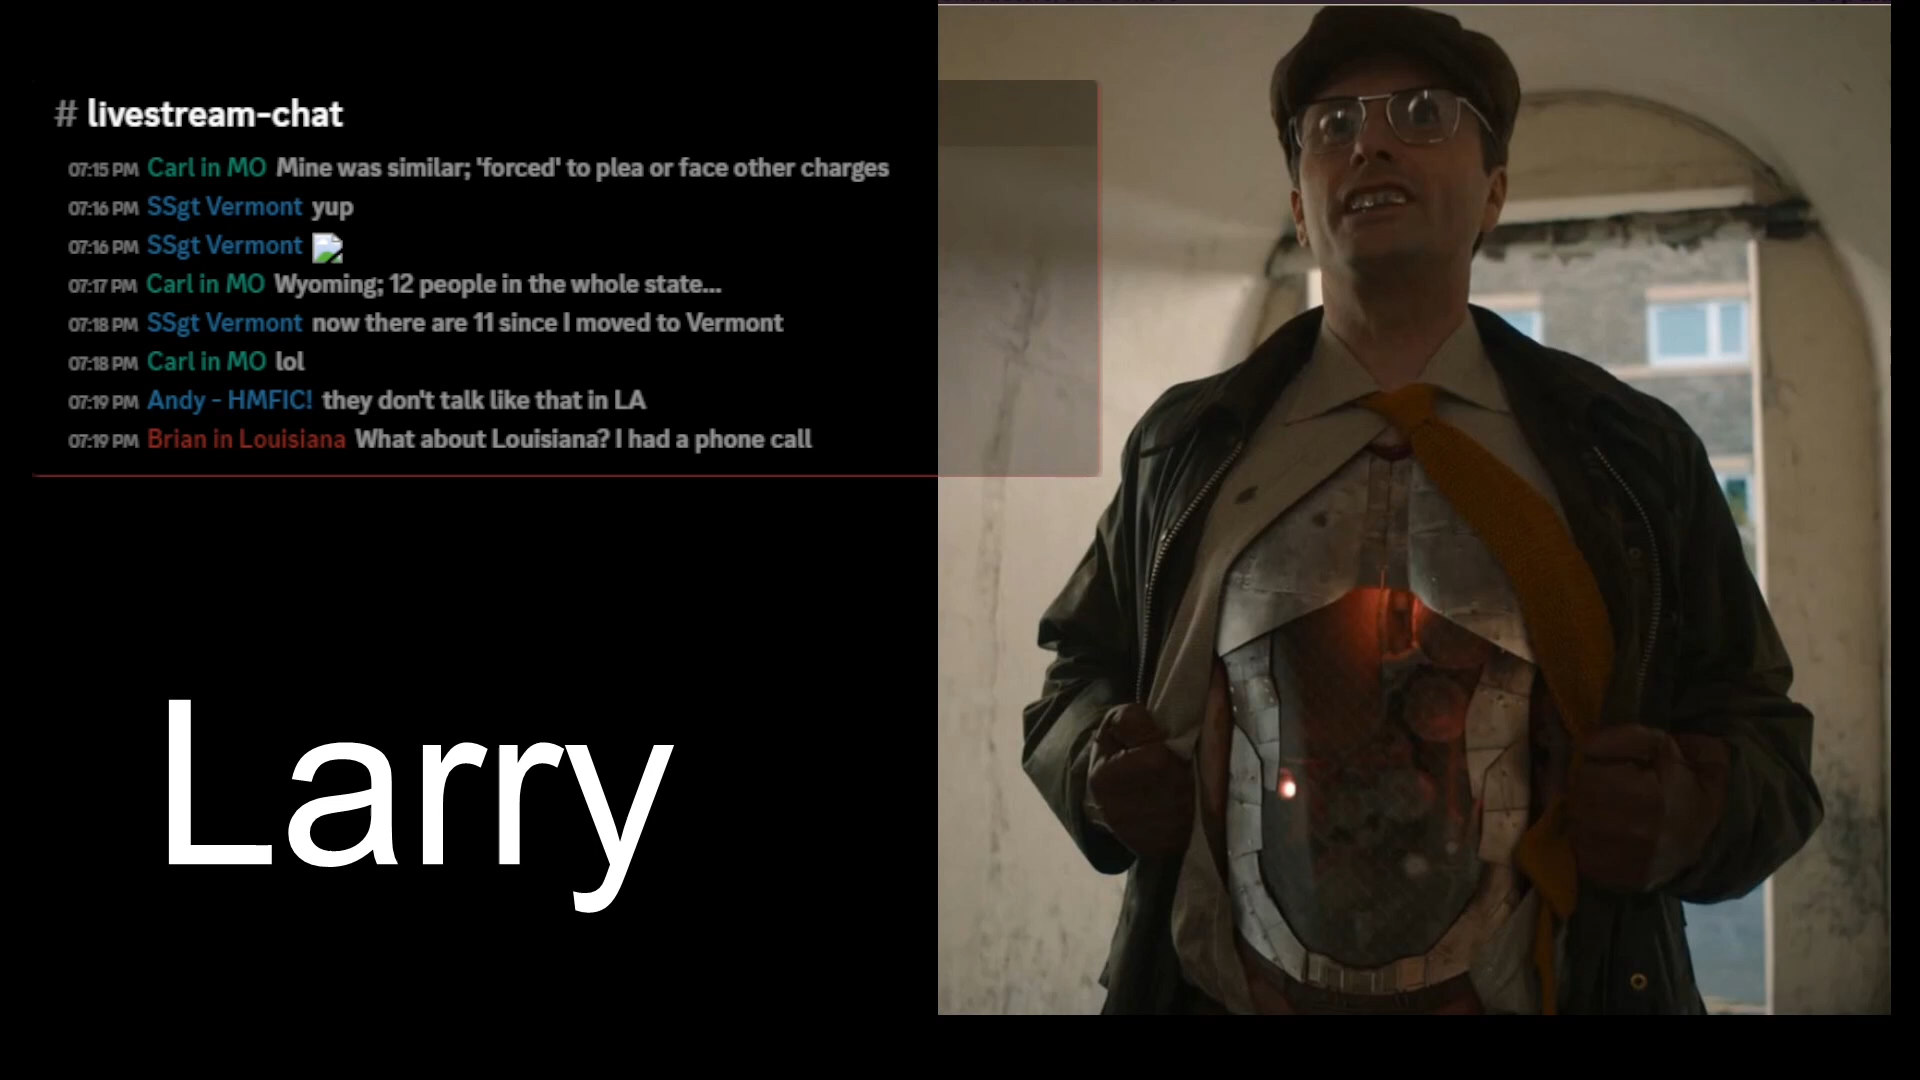 # livestream-chat
07:15 PM Carl in MO Mine was similar; 'forced' to plea or face other charges
07:16 PM SSgt Vermont yup
07:16 PM SSgt Vermont
07:17 PM Carl in MO Wyoming; 12 people in the whole state...
07:18 PM SSgt Vermont now there are 11 since I moved to Vermont
07:18 PM Carl in MO lol
07:19 PM Andy - HMFIC! they don't talk like that in LA
07:19 PM Brian in Louisiana What about Louisiana? I had a phone call
Larry